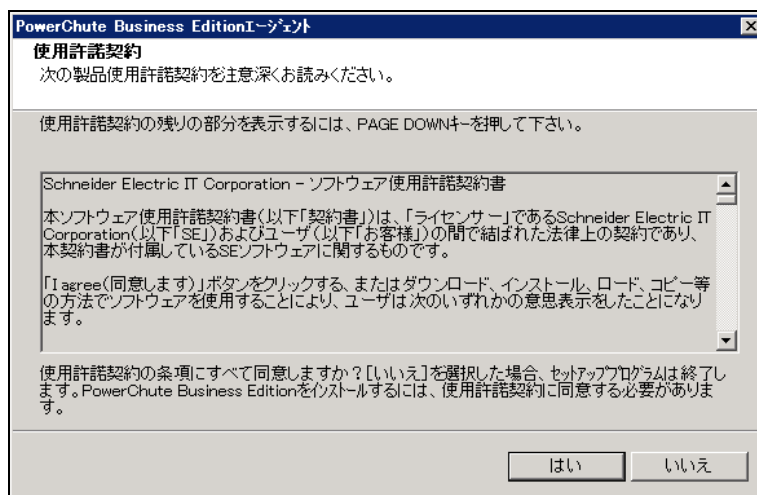 PowerChute Business Editionｴｰｼﾞｪﾝﾄ
使用許諾契約
次の製品使用許諾契約を注意深くお読みください。
使用許諾契約の残りの部分を表示するには、PAGE DOWNｷｰを押して下さい。
Schneider Electric IT Corporation – ソフトウェア使用許諾契約書
本ソフトウェア使用許諾契約書(以下「契約書」)は、「ライセンサー」であるSchneider Electric IT
Corporation(以下「SE」)およびユーザ(以下「お客様」)の間で結ばれた法律上の契約であり、
本契約書が付属しているSEソフトウェアに関するものです。
「I agree(同意します)」ボタンをクリックする、またはダウンロード、インストール、ロード、コピー等
の方法でソフトウェアを使用することにより、ユーザは次のいずれかの意思表示をしたことになり
ます。
使用許諾契約の条項にすべて同意しますか？[いいえ]を選択した場合、ｾｯﾄｱｯﾌﾟﾌﾟﾛｸﾞﾗﾑは終了し
ます。PowerChute Business Editionをｲﾝｽﾄｰﾙするには、使用許諾契約に同意する必要がありま
す。
はい
いいえ